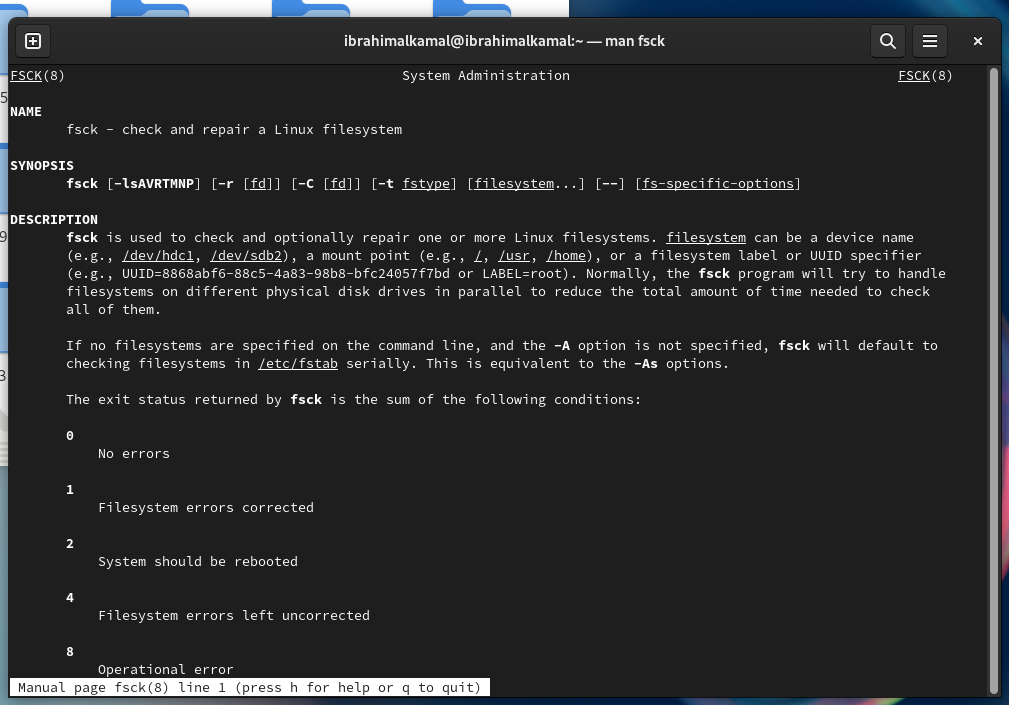 ibrahimalkamal@ibrahimalkamal:~ — man fsck
FSCK(8) System Administration FSCK(8)
NAME
fsck - check and repair a Linux filesystem
SYNOPSIS
fsck [-lsAVRTMNP] [-r [fd]] [-C [fd]] [-t fstype] [filesystem...] [--] [fs-specific-options]
DESCRIPTION
fsck is used to check and optionally repair one or more Linux filesystems. filesystem can be a device name
(e.g., /dev/hdc1, /dev/sdb2), a mount point (e.g., /, /usr, /home), or a filesystem label or UUID specifier
(e.g., UUID=8868abf6-88c5-4a83-98b8-bfc24057f7bd or LABEL=root). Normally, the fsck program will try to handle
filesystems on different physical disk drives in parallel to reduce the total amount of time needed to check
all of them.
If no filesystems are specified on the command line, and the -A option is not specified, fsck will default to
checking filesystems in /etc/fstab serially. This is equivalent to the -As options.
The exit status returned by fsck is the sum of the following conditions:
0
No errors
1
Filesystem errors corrected
2
System should be rebooted
4
Filesystem errors left uncorrected
8
Operational error
Manual page fsck(8) line 1 (press h for help or q to quit)
5
9
3